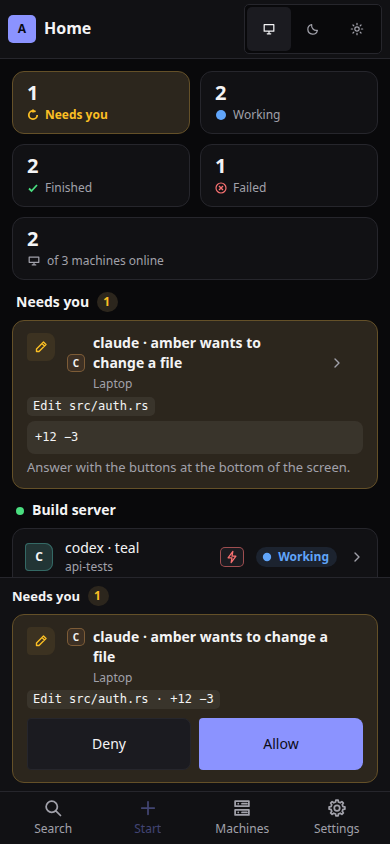 A Home
1
Needs you
2
Working
2
Finished
1
Failed
2
of 3 machines online
Needs you 1
claude · amber wants to
C change a file
Laptop
Edit src/auth.rs
+12 −3
Answer with the buttons at the bottom of the screen.
Build server
C codex · teal
api-tests
Working
Needs you 1
C claude · amber wants to change a
file
Laptop
Edit src/auth.rs · +12 −3
Deny Allow
Search Start Machines Settings